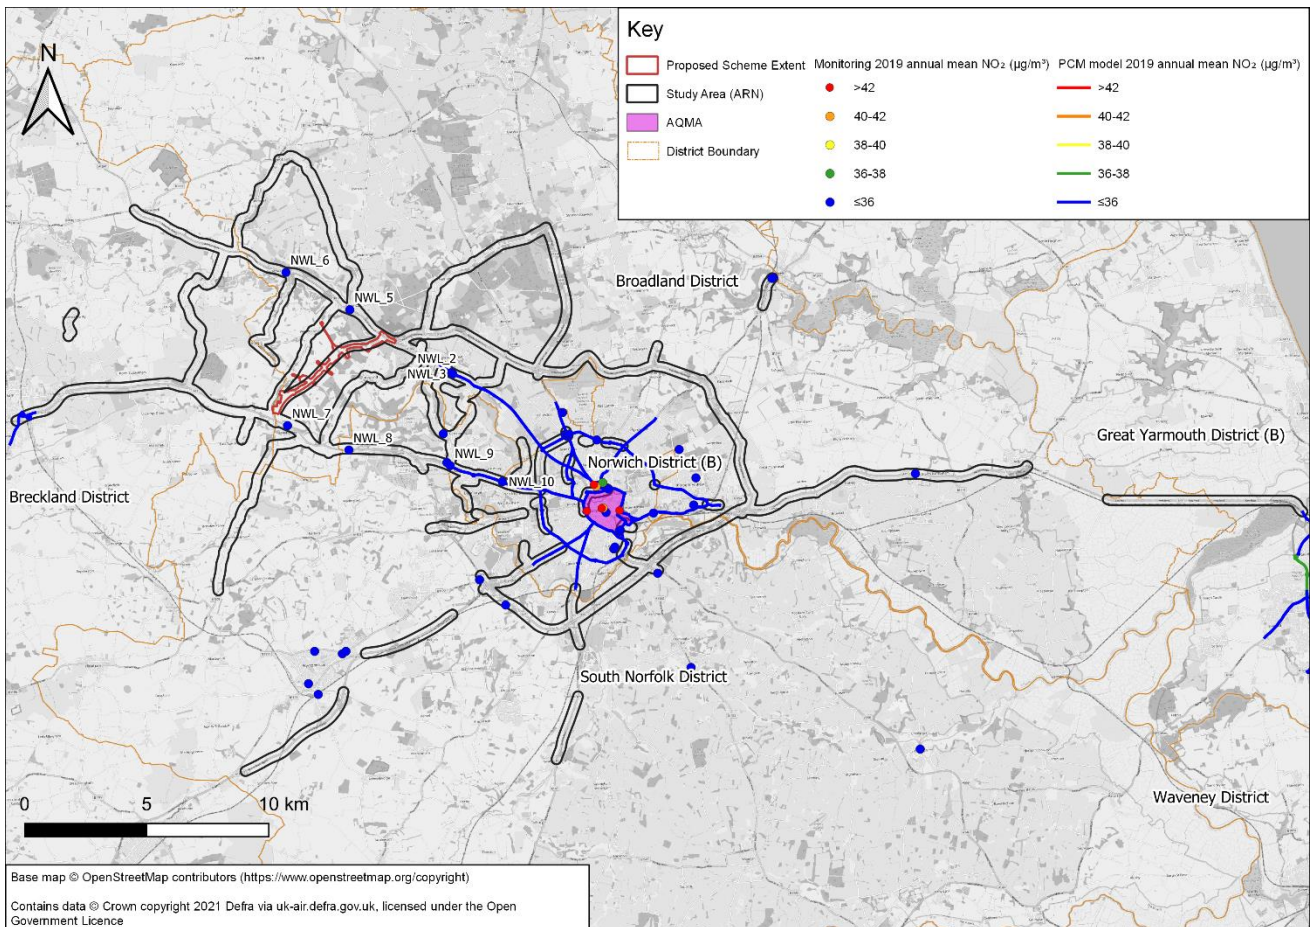 Key
Proposed Scheme Extent
Study Area (ARN)
AQMA
District Boundary
Monitoring 2019 annual mean NO₂ (µg/m³)
>42
40-42
38-40
36-38
≤36
PCM model 2019 annual mean NO₂ (µg/m³)
>42
40-42
38-40
36-38
≤36
N
NWL_6
Broadland District
NWL_5
NWL_2
NWL_3
NWL_7
Great Yarmouth District (B)
NWL_8
NWL_9
Norwich District (B)
NWL_10
Breckland District
South Norfolk District
Waveney District
0 5 10 km
Base map © OpenStreetMap contributors (https://www.openstreetmap.org/copyright)
Contains data © Crown copyright 2021 Defra via uk-air.defra.gov.uk, licensed under the Open
Government Licence